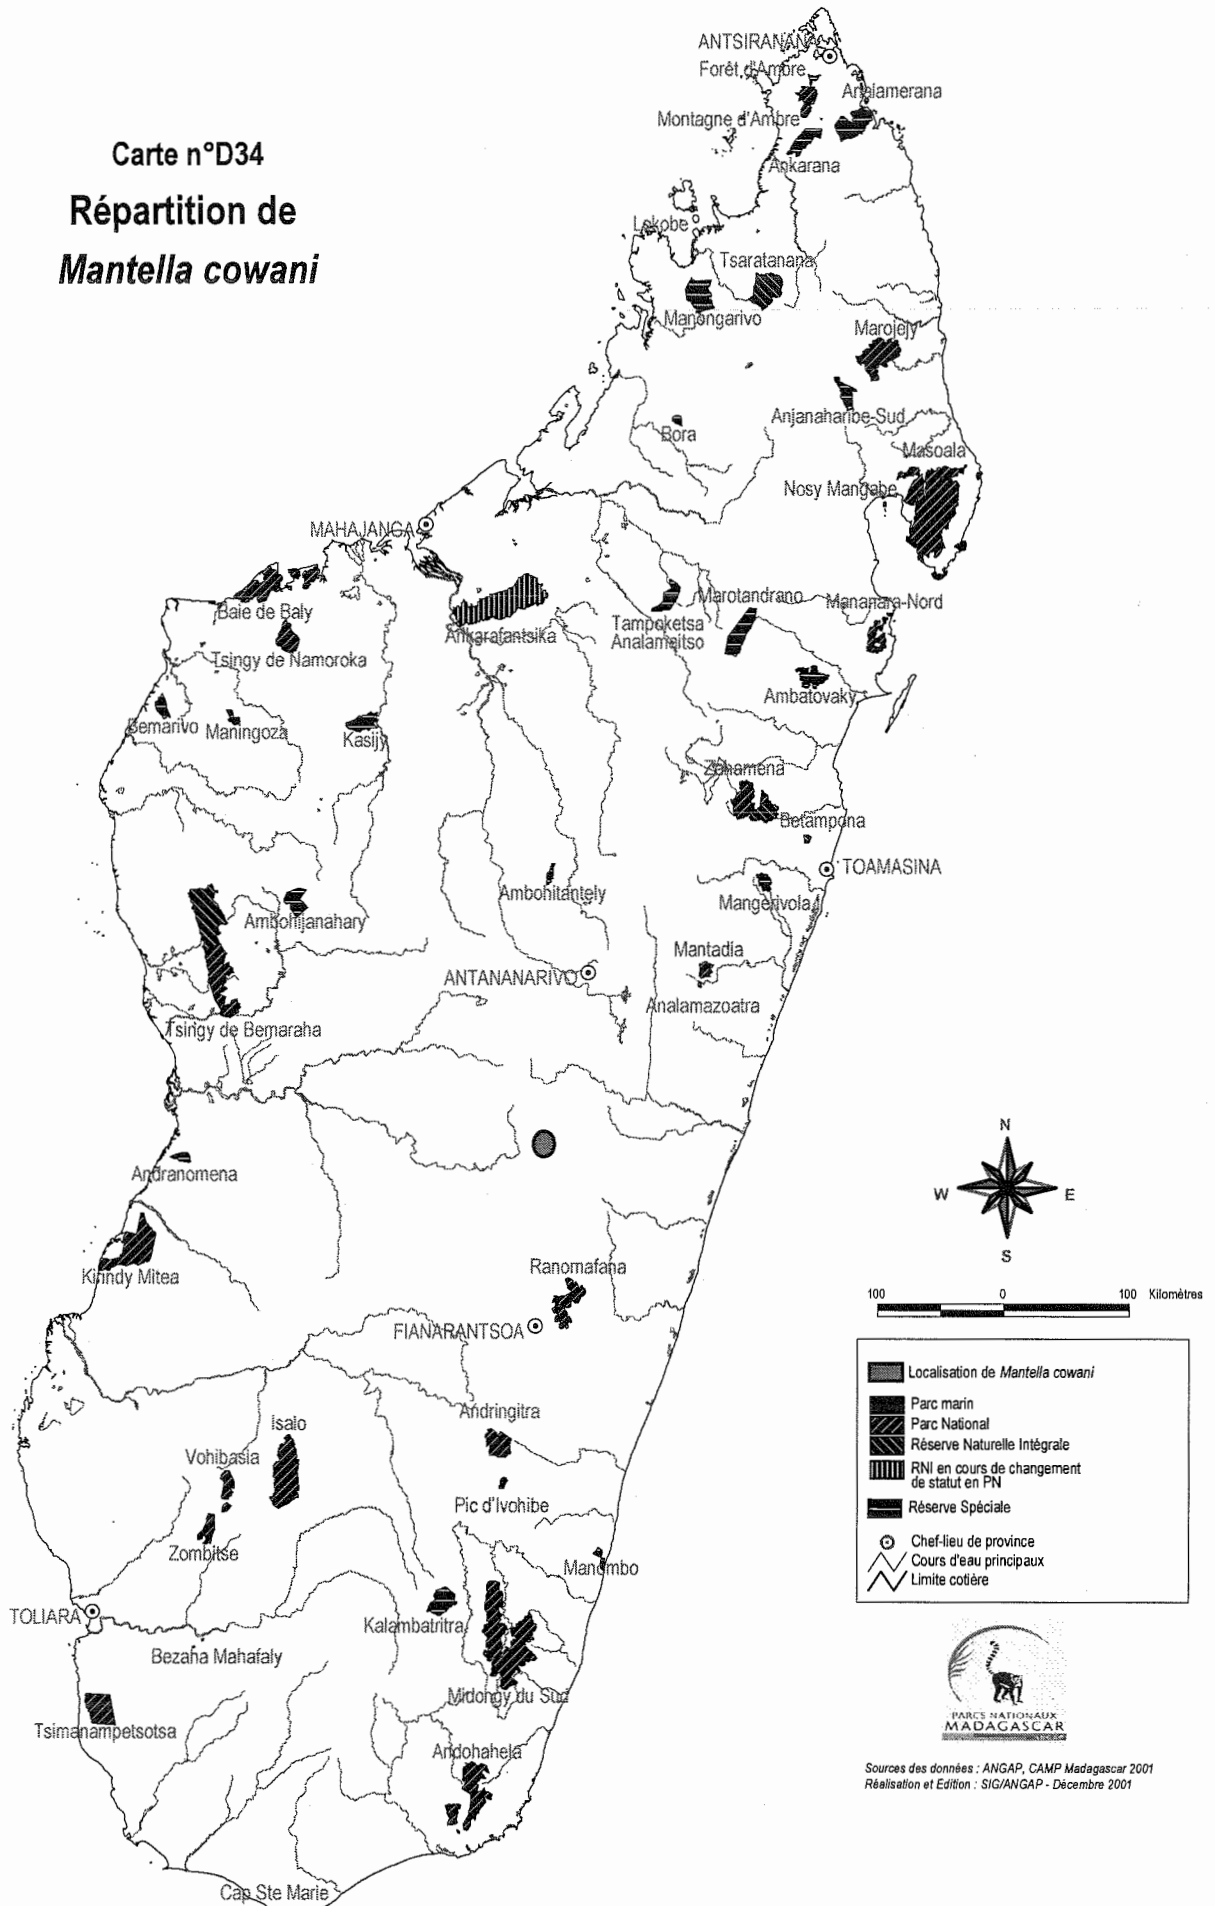 Carte n°D34
Répartition de
Mantella cowani
ANTSIRANANA
Forêt d'Ambre
Analamerana
Montagne d'Ambre
Ankarana
Lokobe
Tsaratanana
Manongarivo
Marojejy
Anjanaharibe-Sud
Bora
Masoala
Nosy Mangabe
MAHAJANGA
Baie de Baly
Ankarafantsika
Tampoketsa
Analamaitso
Marotandrano
Mananara-Nord
Tsingy de Namoroka
Ambatovaky
Bemarivo
Maningoza
Kasijy
Zahamena
Betampona
TOAMASINA
Ambohitantely
Mangerivola
Ambohijanahary
Mantadia
ANTANANARIVO
Analamazoatra
Tsingy de Bemaraha
Andranomena
Kirindy Mitea
Ranomafana
FIANARANTSOA
Andringitra
Isalo
Vohibasia
Pic d'Ivohibe
Zombitse
Manombo
TOLIARA
Kalambatritra
Bezaha Mahafaly
Midongy du Sud
Tsimanampetsotsa
Andohahela
Cap Ste Marie
N
W
E
S
100 0 100 Kilomètres
Localisation de Mantella cowani
Parc marin
Parc National
Réserve Naturelle Intégrale
RNI en cours de changement
de statut en PN
Réserve Spéciale
Chef-lieu de province
Cours d'eau principaux
Limite cotière
PARCS NATIONAUX
MADAGASCAR
Sources des données : ANGAP, CAMP Madagascar 2001
Réalisation et Edition : SIG/ANGAP - Décembre 2001